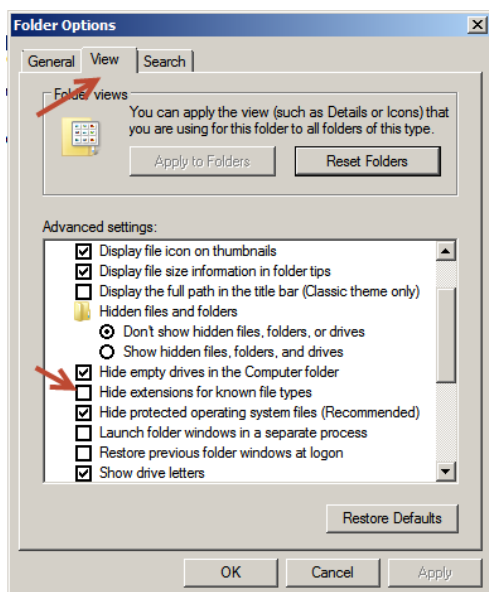 Folder Options
General View Search
Folder views
You can apply the view (such as Details or Icons) that
you are using for this folder to all folders of this type.
Apply to Folders Reset Folders
Advanced settings:
Display file icon on thumbnails
Display file size information in folder tips
Display the full path in the title bar (Classic theme only)
Hidden files and folders
Don't show hidden files, folders, or drives
Show hidden files, folders, and drives
Hide empty drives in the Computer folder
Hide extensions for known file types
Hide protected operating system files (Recommended)
Launch folder windows in a separate process
Restore previous folder windows at logon
Show drive letters
Restore Defaults
OK Cancel Apply